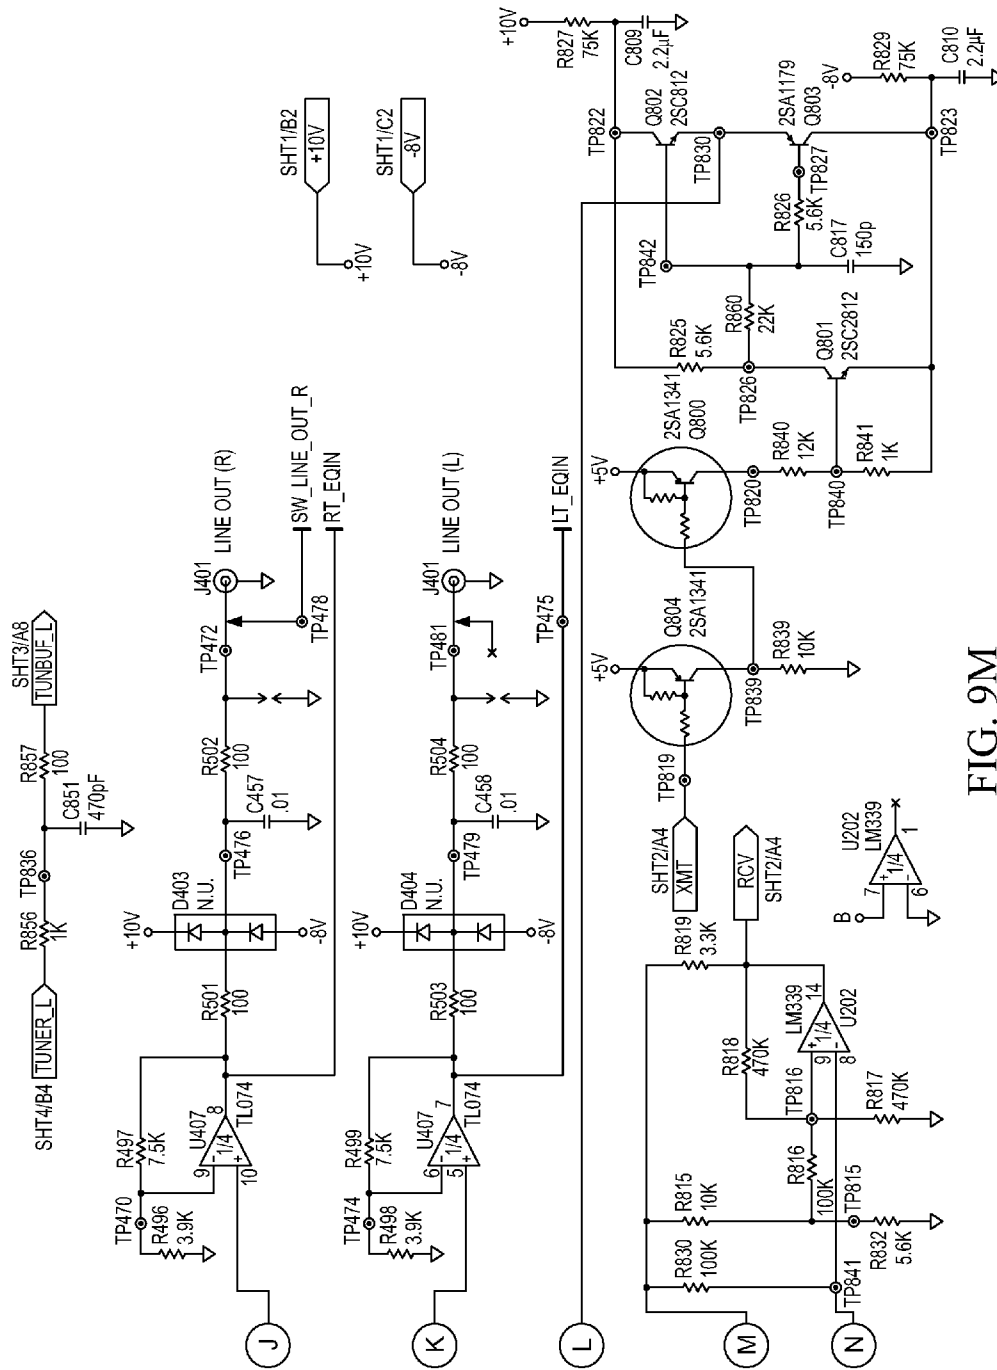 SHT4/B4
TUNER_L
R856
1K
TP836
R857
100
C851
470pF
SHT3/A8
TUNBUF_L
SHT1/B2
+10V
+10V
SHT1/C2
-8V
-8V
J
TP470
R496
3.9K
R497
7.5K
9
10
-
+
U407
1/4
8
TL074
R501
100
+10V
D403
N.U.
-8V
TP476
C457
.01
R502
100
TP472
J401
LINE OUT (R)
TP478
SW_LINE_OUT_R
RT_EQIN
K
TP474
R498
3.9K
R499
7.5K
6
5
-
+
U407
1/4
7
TL074
R503
100
+10V
D404
N.U.
-8V
TP479
C458
.01
R504
100
TP481
J401
LINE OUT (L)
TP475
LT_EQIN
L
+10V
R827
75K
C809
2.2µF
TP822
Q802
2SC812
TP830
2SA1179
Q803
TP827
R826
5.6K
TP842
C817
150p
R860
22K
R825
5.6K
TP826
Q801
2SC2812
-8V
R829
75K
C810
2.2µF
TP823
+5V
2SA1341
Q800
TP820
R840
12K
TP840
R841
1K
SHT2/A4
XMT
TP819
+5V
Q804
2SA1341
TP839
R839
10K
M
N
R830
100K
TP841
R815
10K
TP815
R832
5.6K
R816
100K
TP816
R817
470K
R818
470K
R819
3.3K
9
8
+
-
LM339
1/4
14
U202
RCV
SHT2/A4
B
7
6
+
-
U202
LM339
1/4
1
FIG. 9M